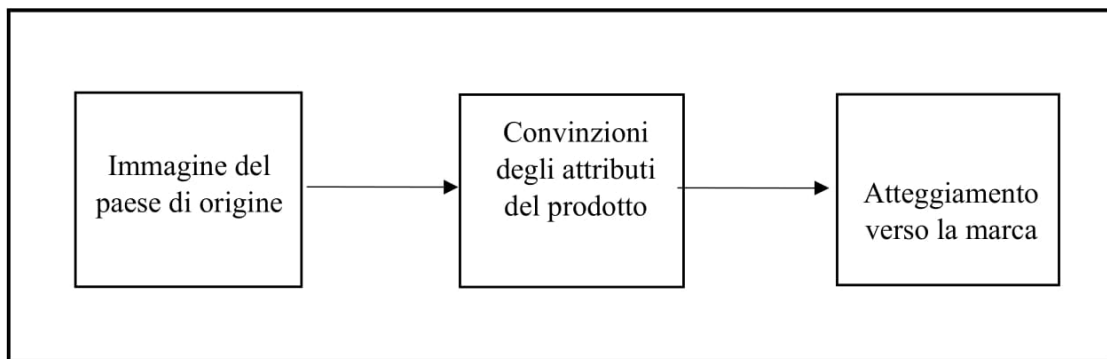 Immagine del
paese di origine
Convinzioni
degli attributi
del prodotto
Atteggiamento
verso la marca